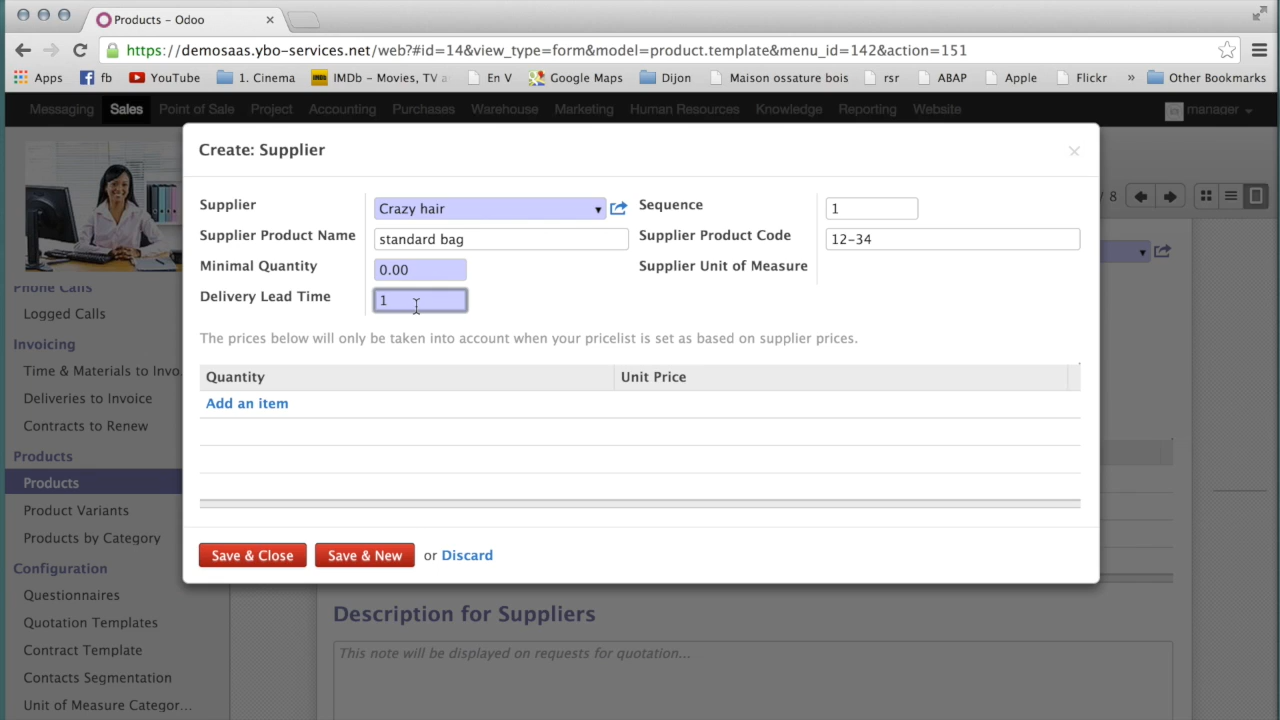 Products – Odoo
https://demosaas.ybo-services.net/web?#id=14&view_type=form&model=product.template&menu_id=142&action=151
Apps fb YouTube 1. Cinema IMDb – Movies, TV a En V Google Maps Dijon Maison ossature bois rsr ABAP Apple Flickr » Other Bookmarks
Messaging Sales Point of Sale Project Accounting Purchases Warehouse Marketing Human Resources Knowledge Reporting Website manager
Create: Supplier ×
/ 8
Supplier Crazy hair Sequence 1
Supplier Product Name standard bag Supplier Product Code 12-34
Minimal Quantity 0.00 Supplier Unit of Measure
Delivery Lead Time 1
The prices below will only be taken into account when your pricelist is set as based on supplier prices.
Quantity Unit Price
Add an item
Save & Close Save & New or Discard
Phone Calls
Logged Calls
Invoicing
Time & Materials to Invo
Deliveries to Invoice
Contracts to Renew
Products
Products
Product Variants
Products by Category
Configuration
Questionnaires
Quotation Templates
Contract Template
Contacts Segmentation
Unit of Measure Categor...
Description for Suppliers
This note will be displayed on requests for quotation...